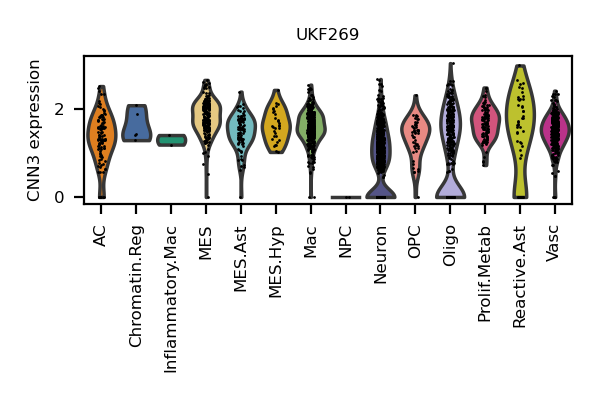 UKF269
CNN3 expression
2
0
AC
Chromatin.Reg
Inflammatory.Mac
MES
MES.Ast
MES.Hyp
Mac
NPC
Neuron
OPC
Oligo
Prolif.Metab
Reactive.Ast
Vasc